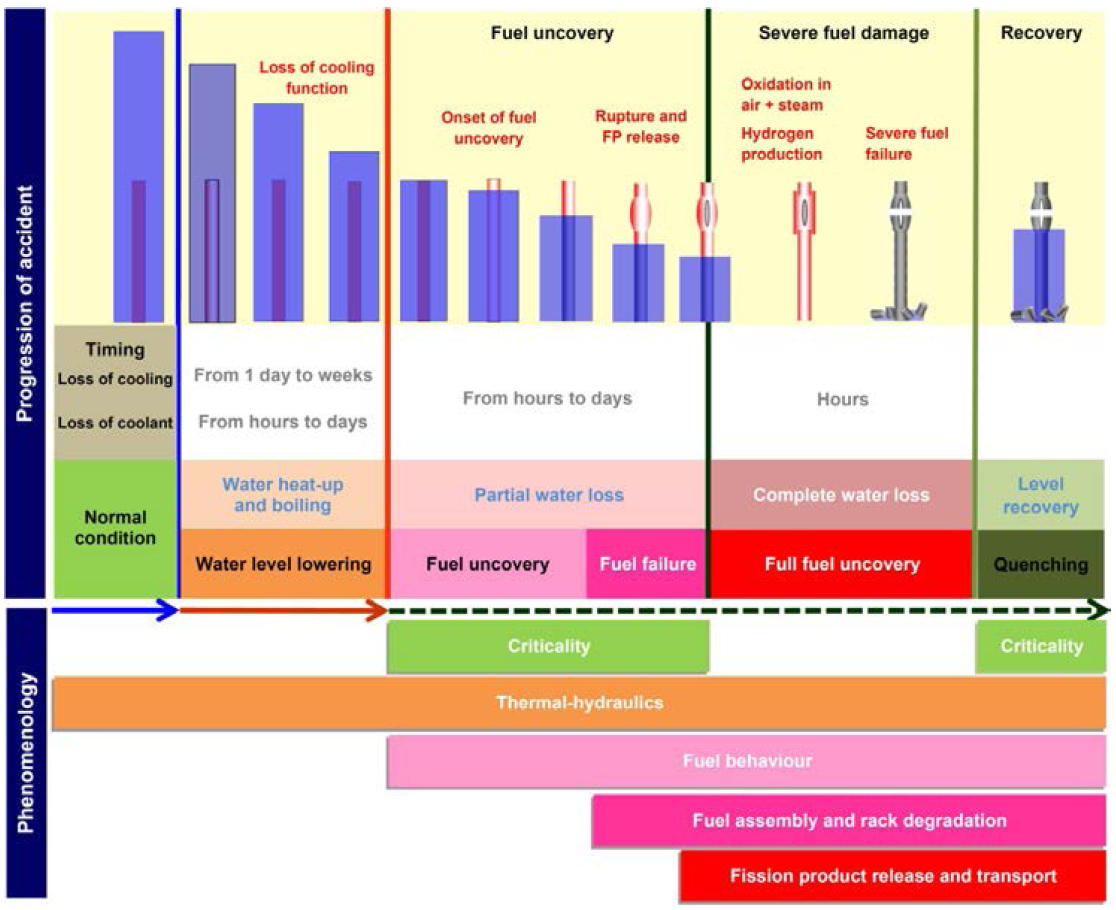 Progression of accident
Fuel uncovery
Severe fuel damage
Recovery
Loss of cooling
function
Onset of fuel
uncovery
Rupture and
FP release
Oxidation in
air + steam
Hydrogen
production
Severe fuel
failure
Timing
Loss of cooling
From 1 day to weeks
Loss of coolant
From hours to days
From hours to days
Hours
Normal
condition
Water heat-up
and boiling
Partial water loss
Complete water loss
Level
recovery
Water level lowering
Fuel uncovery
Fuel failure
Full fuel uncovery
Quenching
Phenomenology
Criticality
Criticality
Thermal-hydraulics
Fuel behaviour
Fuel assembly and rack degradation
Fission product release and transport